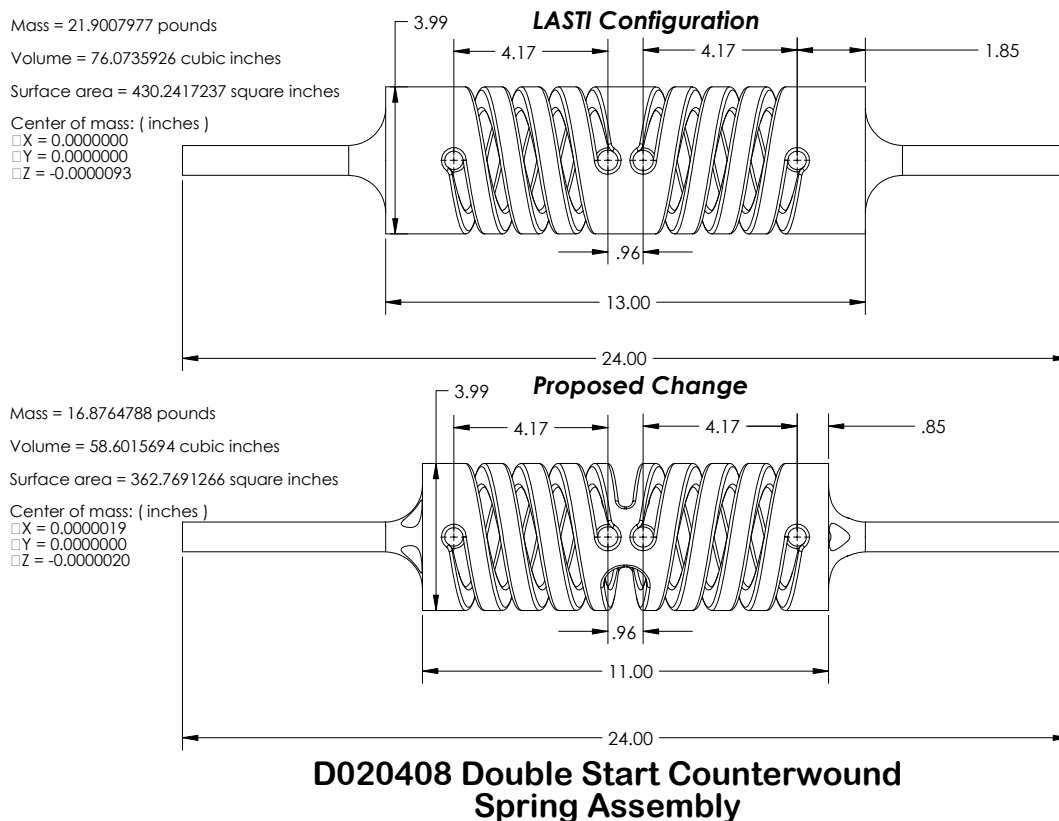 Mass = 21.9007977 pounds
Volume = 76.0735926 cubic inches
Surface area = 430.2417237 square inches
Center of mass: ( inches )
□X = 0.0000000
□Y = 0.0000000
□Z = -0.0000093
LASTI Configuration
3.99
4.17
4.17
1.85
.96
13.00
24.00
Proposed Change
Mass = 16.8764788 pounds
Volume = 58.6015694 cubic inches
Surface area = 362.7691266 square inches
Center of mass: ( inches )
□X = 0.0000019
□Y = 0.0000000
□Z = -0.0000020
3.99
4.17
4.17
.85
.96
11.00
24.00
D020408 Double Start Counterwound
Spring Assembly